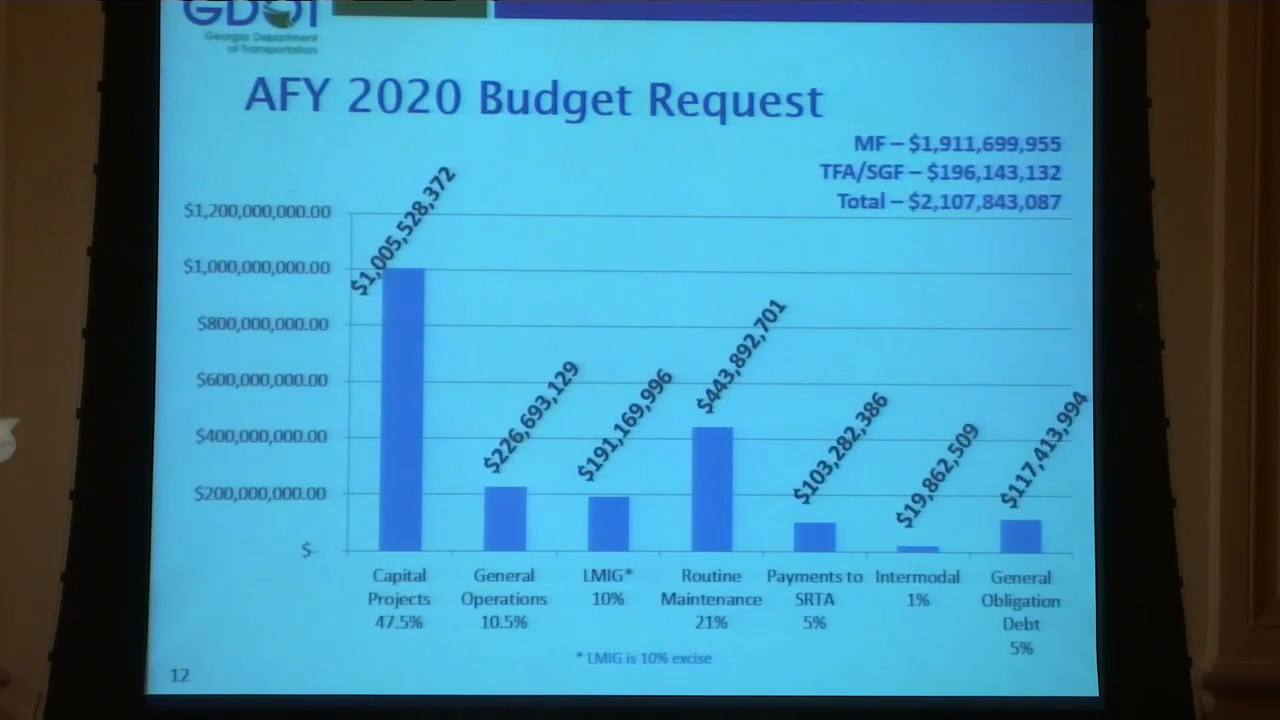 GDOT
Georgia Department
of Transportation
AFY 2020 Budget Request
MF – $1,911,699,955
TFA/SGF – $196,143,132
Total – $2,107,843,087
$1,200,000,000.00
$1,000,000,000.00
$800,000,000.00
$600,000,000.00
$400,000,000.00
$200,000,000.00
$-
$1,005,528,372
$226,693,129
$191,169,996
$443,892,701
$103,282,386
$19,862,509
$117,413,994
Capital
Projects
47.5%
General
Operations
10.5%
LMIG*
10%
Routine
Maintenance
21%
Payments to
SRTA
5%
Intermodal
1%
General
Obligation
Debt
5%
* LMIG is 10% excise
12